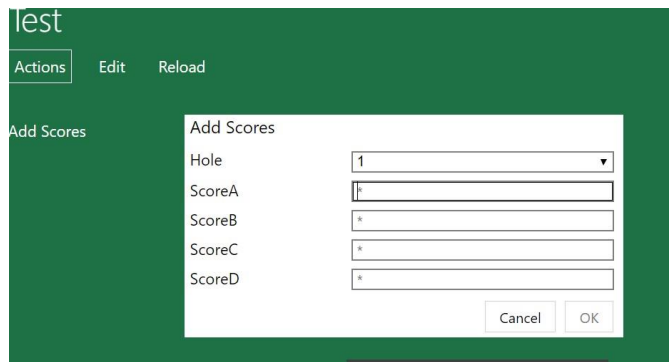 Test
Actions Edit Reload
Add Scores
Add Scores
Hole 1
ScoreA *
ScoreB *
ScoreC *
ScoreD *
Cancel OK